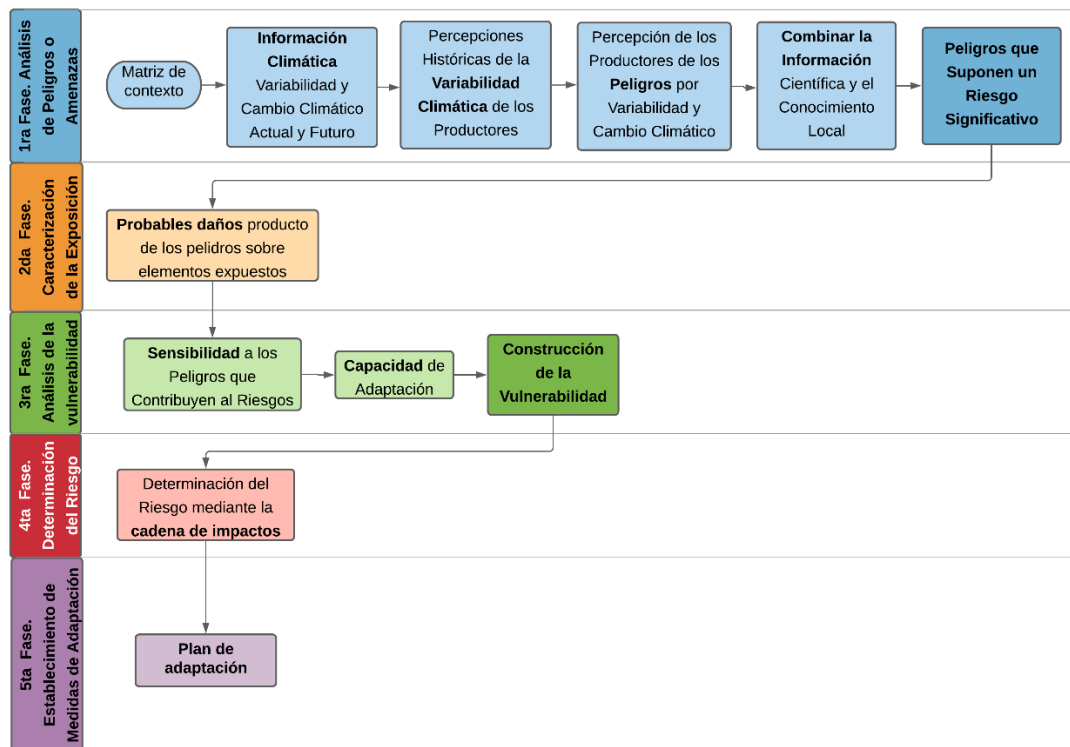 1ra Fase. Análisis
de Peligros o
Amenazas
Matriz de
contexto
Información
Climática
Variabilidad y
Cambio Climático
Actual y Futuro
Percepciones
Históricas de la
Variabilidad
Climática de los
Productores
Percepción de los
Productores de los
Peligros por
Variabilidad y
Cambio Climático
Combinar la
Información
Científica y el
Conocimiento
Local
Peligros que
Suponen un
Riesgo
Significativo
2da Fase.
Caracterización
de la Exposición
Probables daños producto
de los pelidros sobre
elementos expuestos
3ra Fase.
Análisis de la
vulnerabilidad
Sensibilidad a los
Peligros que
Contribuyen al Riesgos
Capacidad de
Adaptación
Construcción
de la
Vulnerabilidad
4ta Fase.
Determinación
del Riesgo
Determinación del
Riesgo mediante la
cadena de impactos
5ta Fase.
Establecimiento de
Medidas de Adaptación
Plan de
adaptación